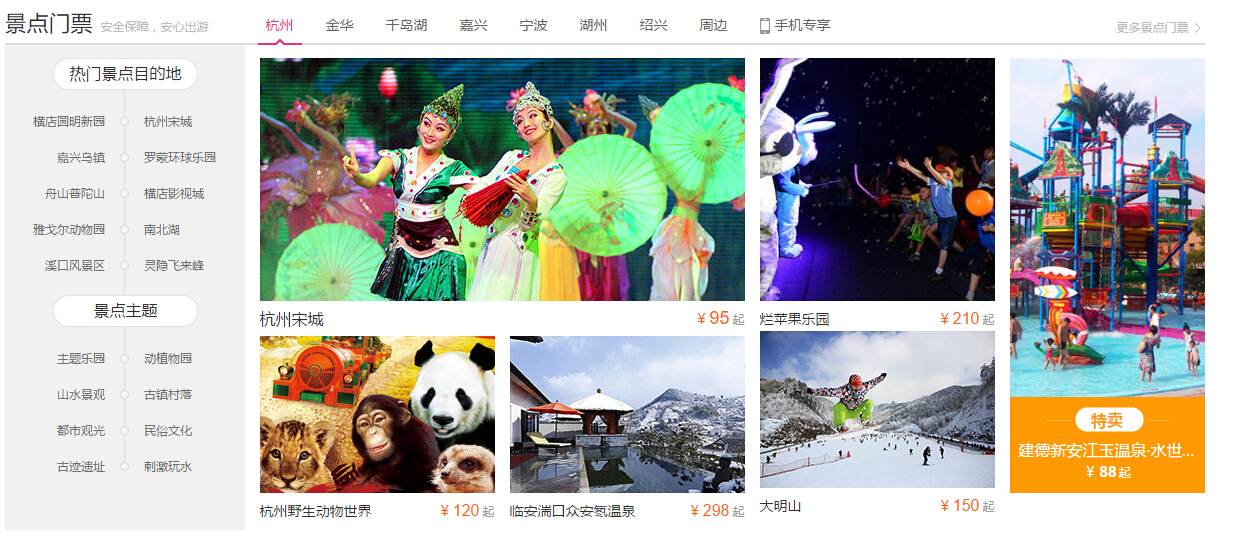 景点门票 安全保障，安心出游
杭州 金华 千岛湖 嘉兴 宁波 湖州 绍兴 周边 手机专享
更多景点门票
热门景点目的地
横店圆明新园 杭州宋城
嘉兴乌镇 罗蒙环球乐园
舟山普陀山 横店影视城
雅戈尔动物园 南北湖
溪口风景区 灵隐飞来峰
景点主题
主题乐园 动植物园
山水景观 古镇村落
都市观光 民俗文化
古迹遗址 刺激玩水
杭州宋城 ¥ 95 起
烂苹果乐园 ¥ 210 起
杭州野生动物世界 ¥ 120 起
临安湍口众安氡温泉 ¥ 298 起
大明山 ¥ 150 起
特卖
建德新安江玉温泉·水世...
¥ 88 起